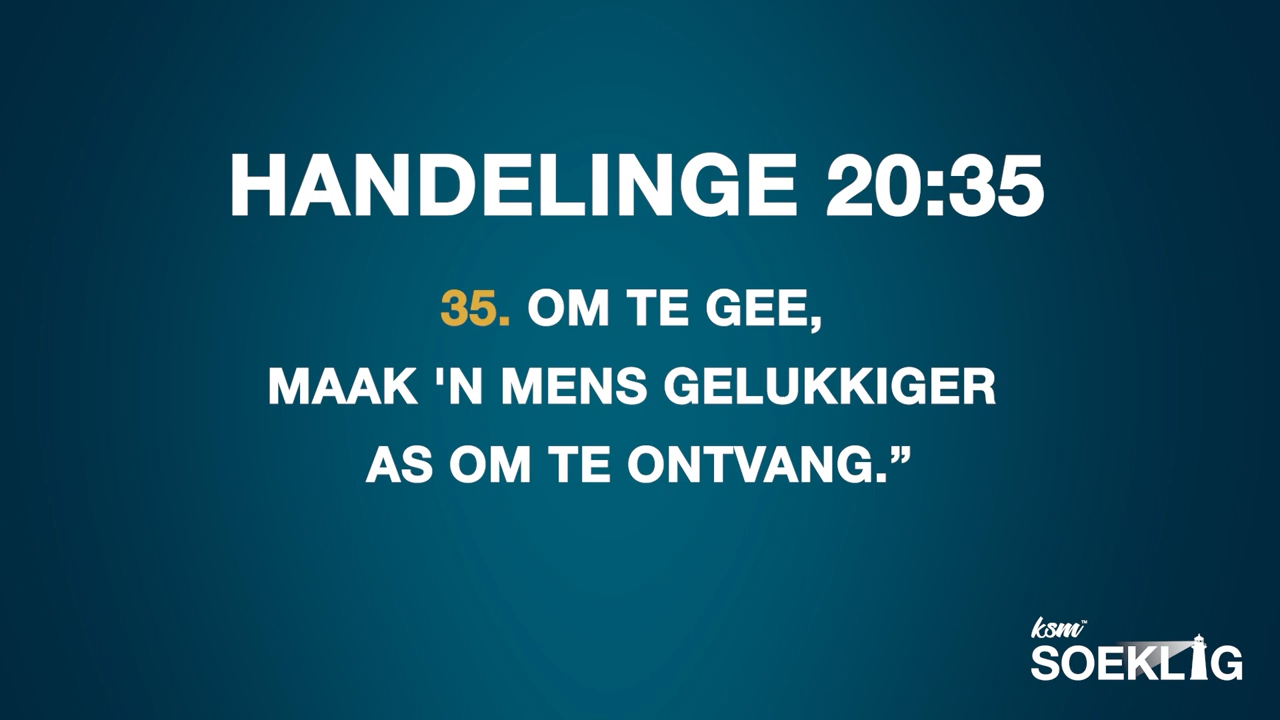 HANDELINGE 20:35
35. OM TE GEE,
MAAK 'N MENS GELUKKIGER
AS OM TE ONTVANG.”
ksm™
SOEKLIG